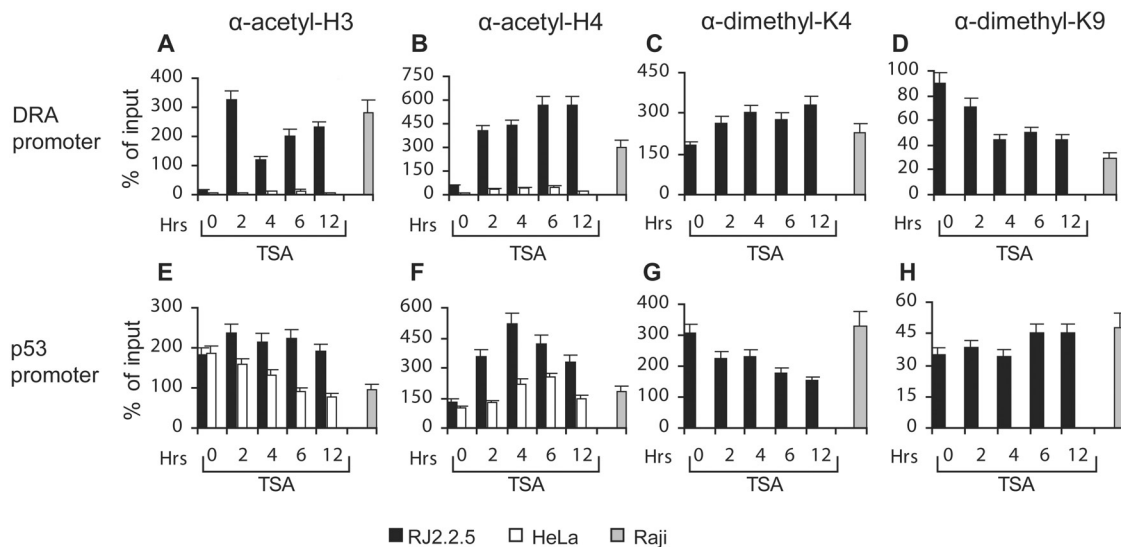 α-acetyl-H3 α-acetyl-H4 α-dimethyl-K4 α-dimethyl-K9
A B C D
DRA
promoter
% of input
400
300
200
100
0
750
600
450
300
150
0
450
300
150
0
100
80
60
40
20
0
Hrs 0 2 4 6 12 Hrs 0 2 4 6 12 Hrs 0 2 4 6 12 Hrs 0 2 4 6 12
TSA TSA TSA TSA
E F G H
p53
promoter
% of input
300
200
100
0
600
450
300
150
0
400
300
200
100
0
60
45
30
15
0
Hrs 0 2 4 6 12 Hrs 0 2 4 6 12 Hrs 0 2 4 6 12 Hrs 0 2 4 6 12
TSA TSA TSA TSA
RJ2.2.5 HeLa Raji